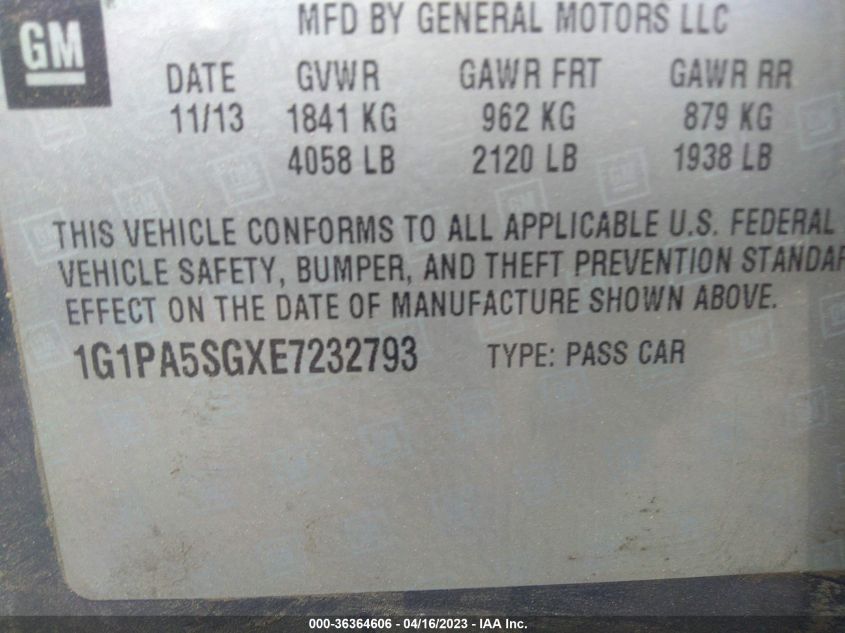 GM
MFD BY GENERAL MOTORS LLC
DATE GVWR GAWR FRT GAWR RR
11/13 1841 KG 962 KG 879 KG
4058 LB 2120 LB 1938 LB
THIS VEHICLE CONFORMS TO ALL APPLICABLE U.S. FEDERAL
VEHICLE SAFETY, BUMPER, AND THEFT PREVENTION STANDAR
EFFECT ON THE DATE OF MANUFACTURE SHOWN ABOVE.
1G1PA5SGXE7232793 TYPE: PASS CAR
000-36364606 - 04/16/2023 - IAA Inc.